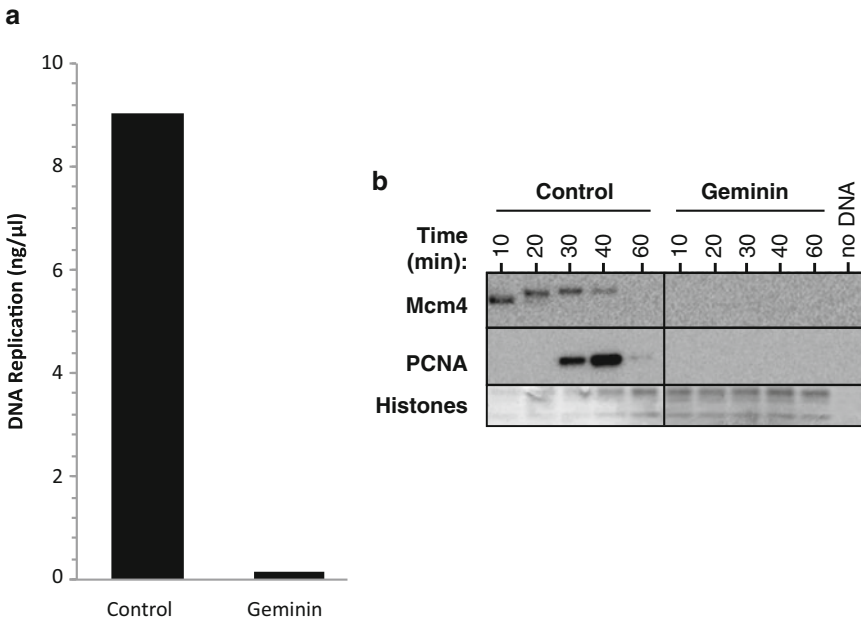 a
10
8
6
4
2
0
DNA Replication (ng/µl)
Control
Geminin
b
Control
Geminin
no DNA
Time
(min):
10
20
30
40
60
10
20
30
40
60
Mcm4
PCNA
Histones